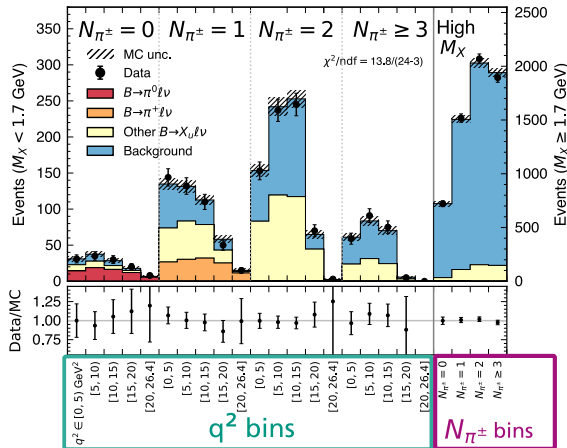 N_π± = 0
N_π± = 1
N_π± = 2
N_π± ≥ 3
High
M_X
χ²/ndf = 13.8/(24-3)
MC unc.
Data
B→π⁰ℓν
B→π⁺ℓν
Other B→X_uℓν
Background
Events (M_X < 1.7 GeV)
350
300
250
200
150
100
50
0
Events (M_X ≥ 1.7 GeV)
2500
2000
1500
1000
500
0
Data/MC
1.25
1.00
0.75
q² ∈ [0, 5) GeV²
[5, 10)
[10, 15)
[15, 20)
[20, 26.4]
[0, 5)
[5, 10)
[10, 15)
[15, 20)
[20, 26.4]
[0, 5)
[5, 10)
[10, 15)
[15, 20)
[20, 26.4]
[0, 5)
[5, 10)
[10, 15)
[15, 20)
[20, 26.4]
N_π± = 0
N_π± = 1
N_π± = 2
N_π± ≥ 3
q² bins
N_π± bins